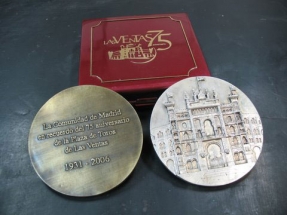 LAS VENTAS 75
La Comunidad de Madrid
en recuerdo del 75 aniversario
de la Plaza de Toros
de Las Ventas
1931 - 2006